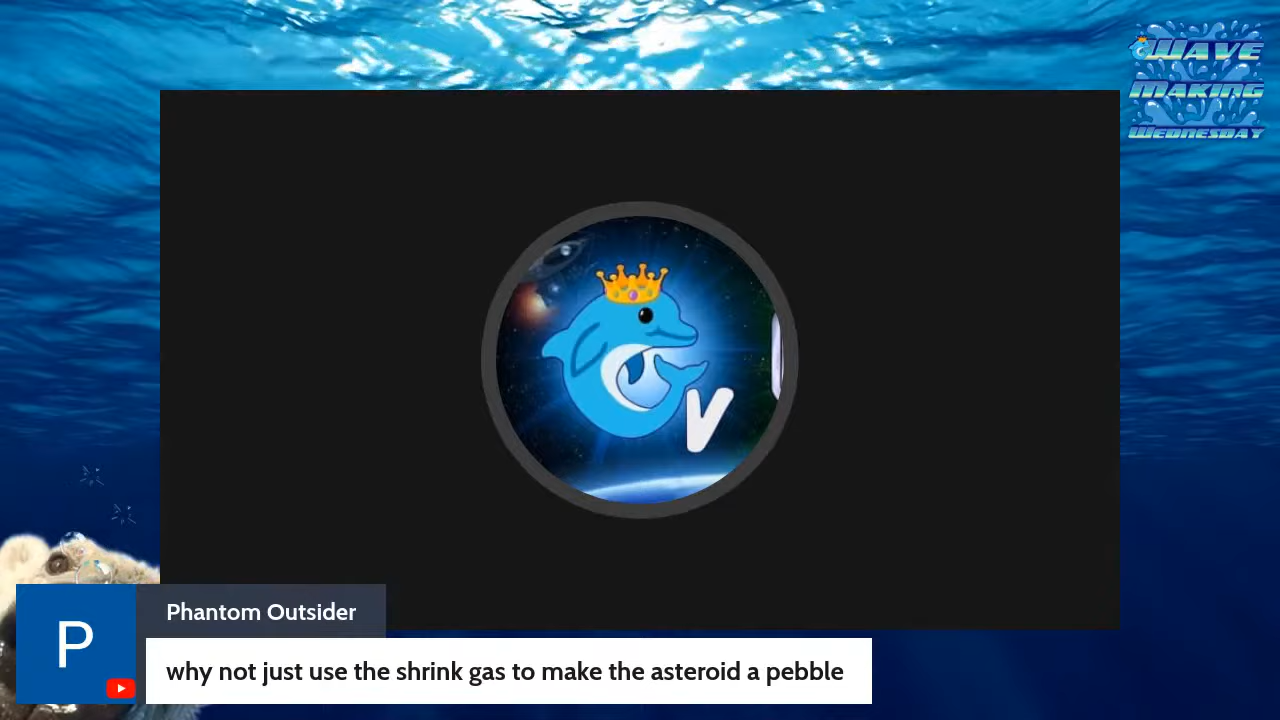 WAVE
MAKING
WEDNESDAY
V
P
Phantom Outsider
why not just use the shrink gas to make the asteroid a pebble